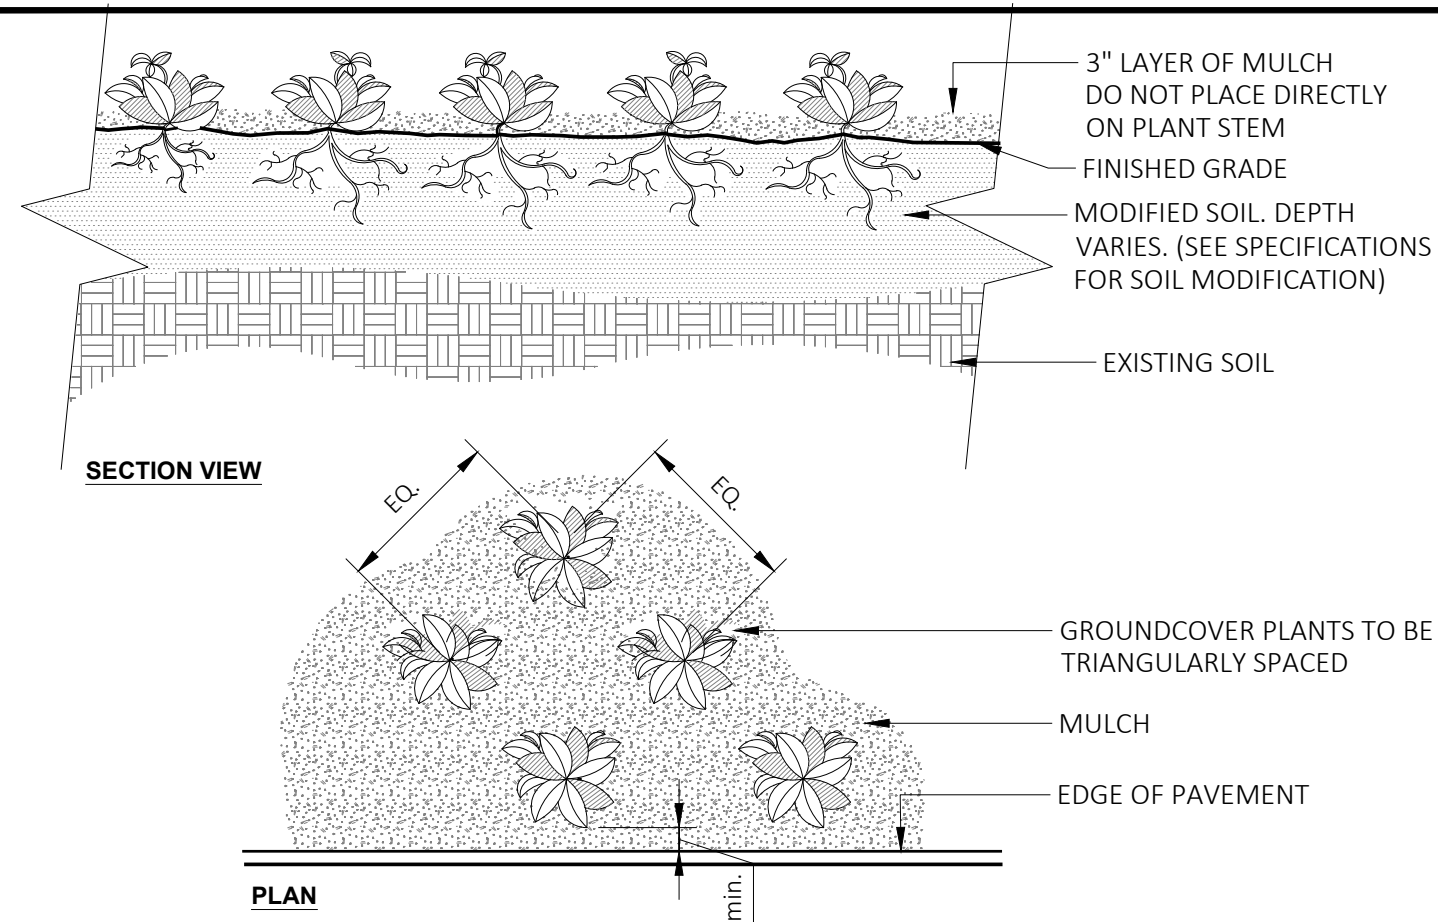 3" LAYER OF MULCH
DO NOT PLACE DIRECTLY
ON PLANT STEM
FINISHED GRADE
MODIFIED SOIL. DEPTH
VARIES. (SEE SPECIFICATIONS
FOR SOIL MODIFICATION)
EXISTING SOIL
SECTION VIEW
EQ.
EQ.
GROUNDCOVER PLANTS TO BE
TRIANGULARLY SPACED
MULCH
EDGE OF PAVEMENT
min.
PLAN